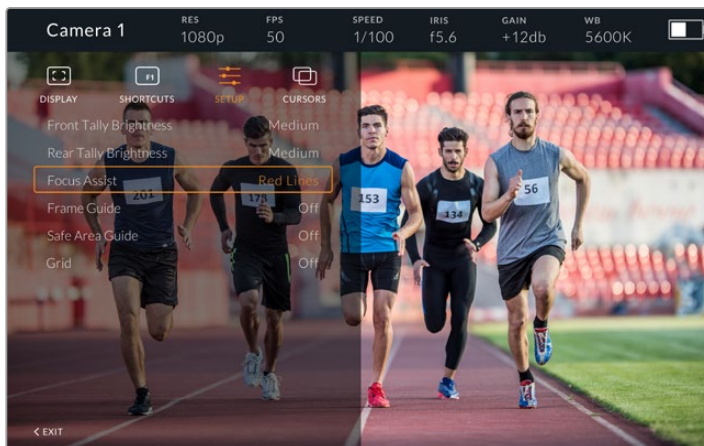 Camera 1
RES
1080p
FPS
50
SPEED
1/100
IRIS
f5.6
GAIN
+12db
WB
5600K
DISPLAY
F1
SHORTCUTS
SETUP
CURSORS
Front Tally Brightness Medium
Rear Tally Brightness Medium
Focus Assist Red Lines
Frame Guide Off
Safe Area Guide Off
Grid Off
201
178
153
134
56
< EXIT